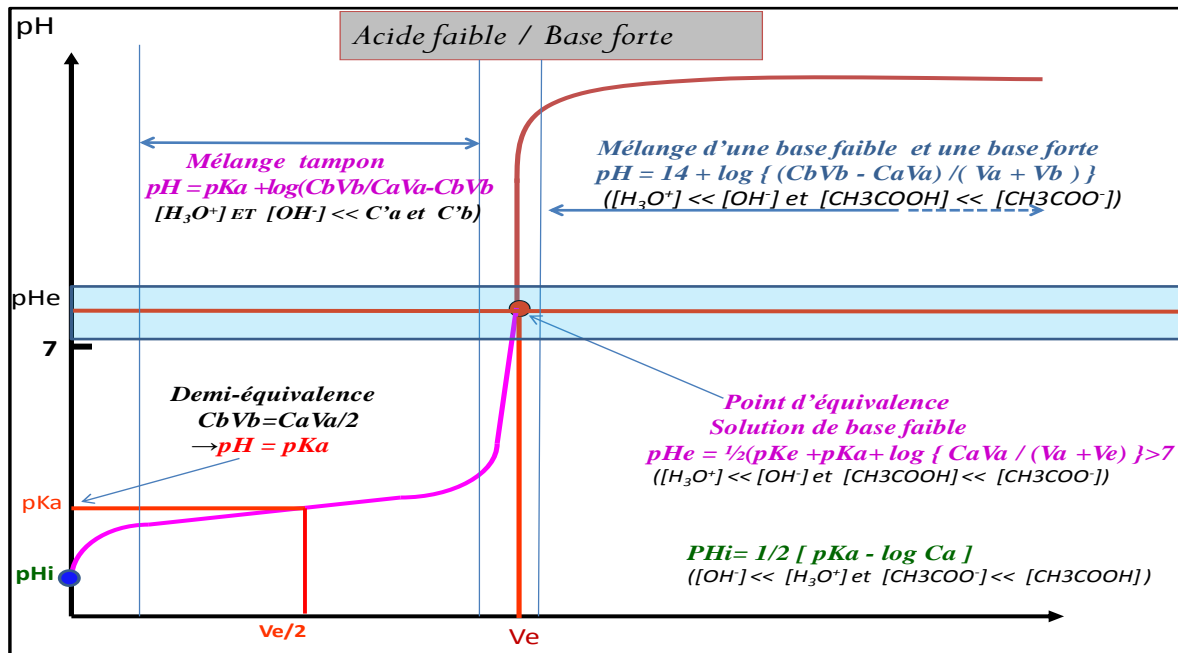 pH
Acide faible / Base forte
Mélange tampon
pH = pKa +log(CbVb/CaVa-CbVb
[H₃O⁺] ET [OH⁻] << C'a et C'b)
Mélange d'une base faible et une base forte
pH = 14 + log { (CbVb - CaVa) /( Va + Vb ) }
([H₃O⁺] << [OH⁻] et [CH3COOH] << [CH3COO⁻])
pHe
7
Demi-équivalence
CbVb=CaVa/2
→pH = pKa
Point d'équivalence
Solution de base faible
pHe = ½(pKe +pKa+ log { CaVa / (Va +Ve) }>7
([H₃O⁺] << [OH⁻] et [CH3COOH] << [CH3COO⁻])
pKa
pHi
PHi= 1/2 [ pKa - log Ca ]
([OH⁻] << [H₃O⁺] et [CH3COO⁻] << [CH3COOH] )
Ve/2
Ve